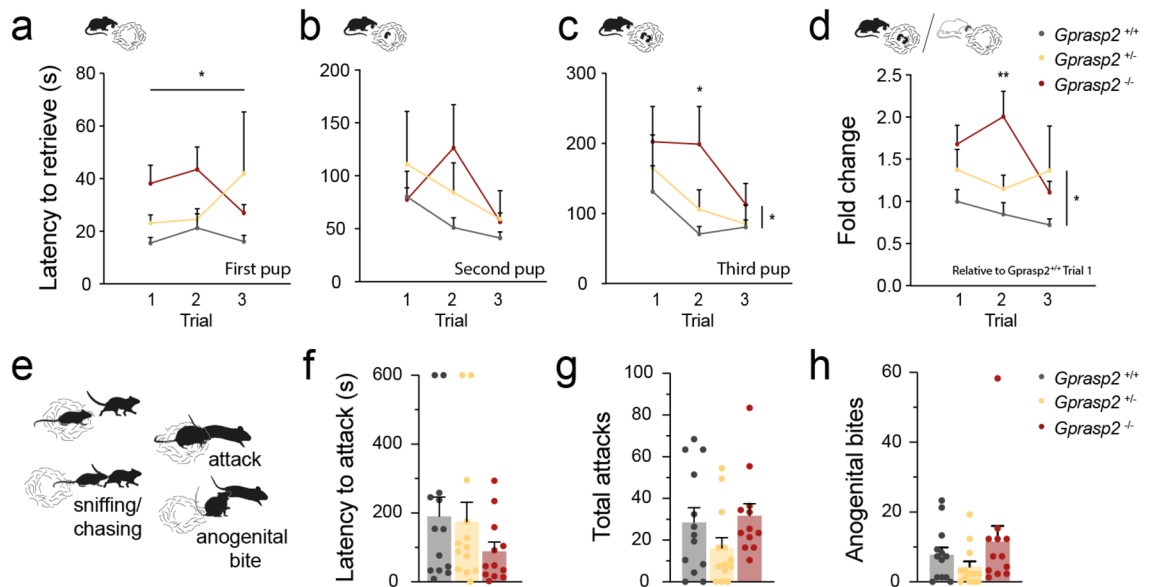 a
b
c
d
Gprasp2 +/+
Gprasp2 +/-
Gprasp2 -/-
Latency to retrieve (s)
80
60
40
20
0
*
First pup
1 2 3
Trial
200
150
100
50
0
Second pup
1 2 3
Trial
300
200
100
0
*
*
Third pup
1 2 3
Trial
Fold change
2.5
2.0
1.5
1.0
0.5
0.0
**
*
Relative to Gprasp2+/+ Trial 1
1 2 3
Trial
e
attack
sniffing/
chasing
anogenital
bite
f
Latency to attack (s)
600
400
200
0
g
Total attacks
100
80
60
40
20
0
h
Anogenital bites
60
40
20
0
Gprasp2 +/+
Gprasp2 +/-
Gprasp2 -/-